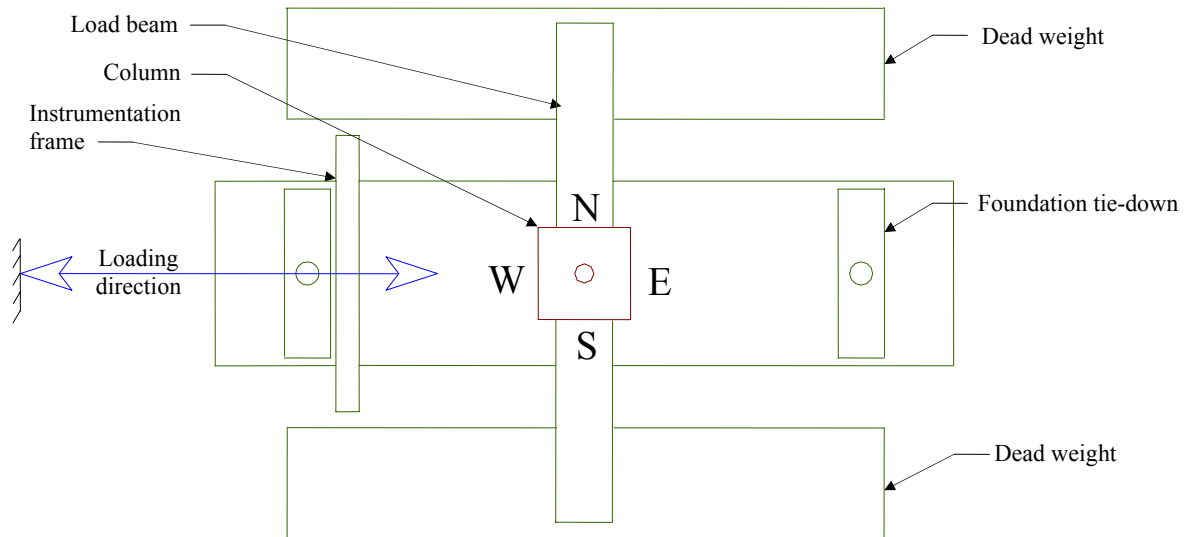 Load beam
Dead weight
Column
Instrumentation
frame
N
Foundation tie-down
Loading
direction
W
E
S
Dead weight